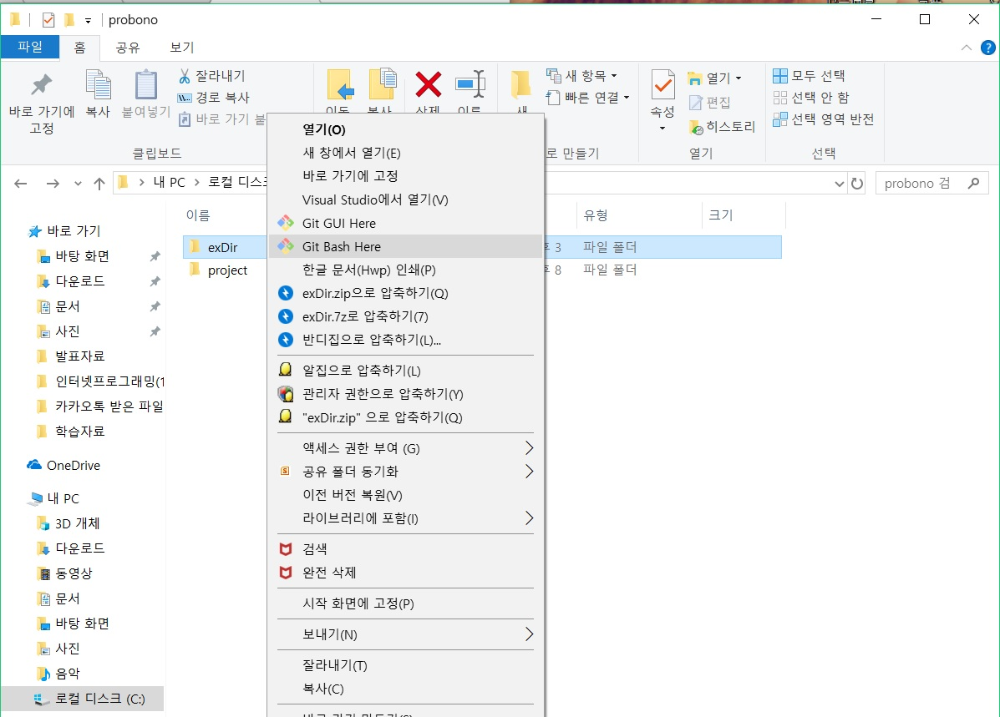 probono
파일 홈 공유 보기
바로 가기에 고정
복사
붙여넣기
잘라내기
경로 복사
바로 가기 붙
클립보드
새 항목
빠른 연결
로 만들기
속성
열기
편집
히스토리
열기
모두 선택
선택 안 함
선택 영역 반전
선택
내 PC 로컬 디스크
probono 검
이름 유형 크기
exDir 후 3 파일 폴더
project 후 8 파일 폴더
바로 가기
바탕 화면
다운로드
문서
사진
발표자료
인터넷프로그래밍(1
카카오톡 받은 파일
학습자료
OneDrive
내 PC
3D 개체
다운로드
동영상
문서
바탕 화면
사진
음악
로컬 디스크 (C:)
열기(O)
새 창에서 열기(E)
바로 가기에 고정
Visual Studio에서 열기(V)
Git GUI Here
Git Bash Here
한글 문서(Hwp) 인쇄(P)
exDir.zip으로 압축하기(Q)
exDir.7z로 압축하기(7)
반디집으로 압축하기(L)...
알집으로 압축하기(L)
관리자 권한으로 압축하기(Y)
"exDir.zip" 으로 압축하기(Q)
액세스 권한 부여 (G)
공유 폴더 동기화
이전 버전 복원(V)
라이브러리에 포함(I)
검색
완전 삭제
시작 화면에 고정(P)
보내기(N)
잘라내기(T)
복사(C)